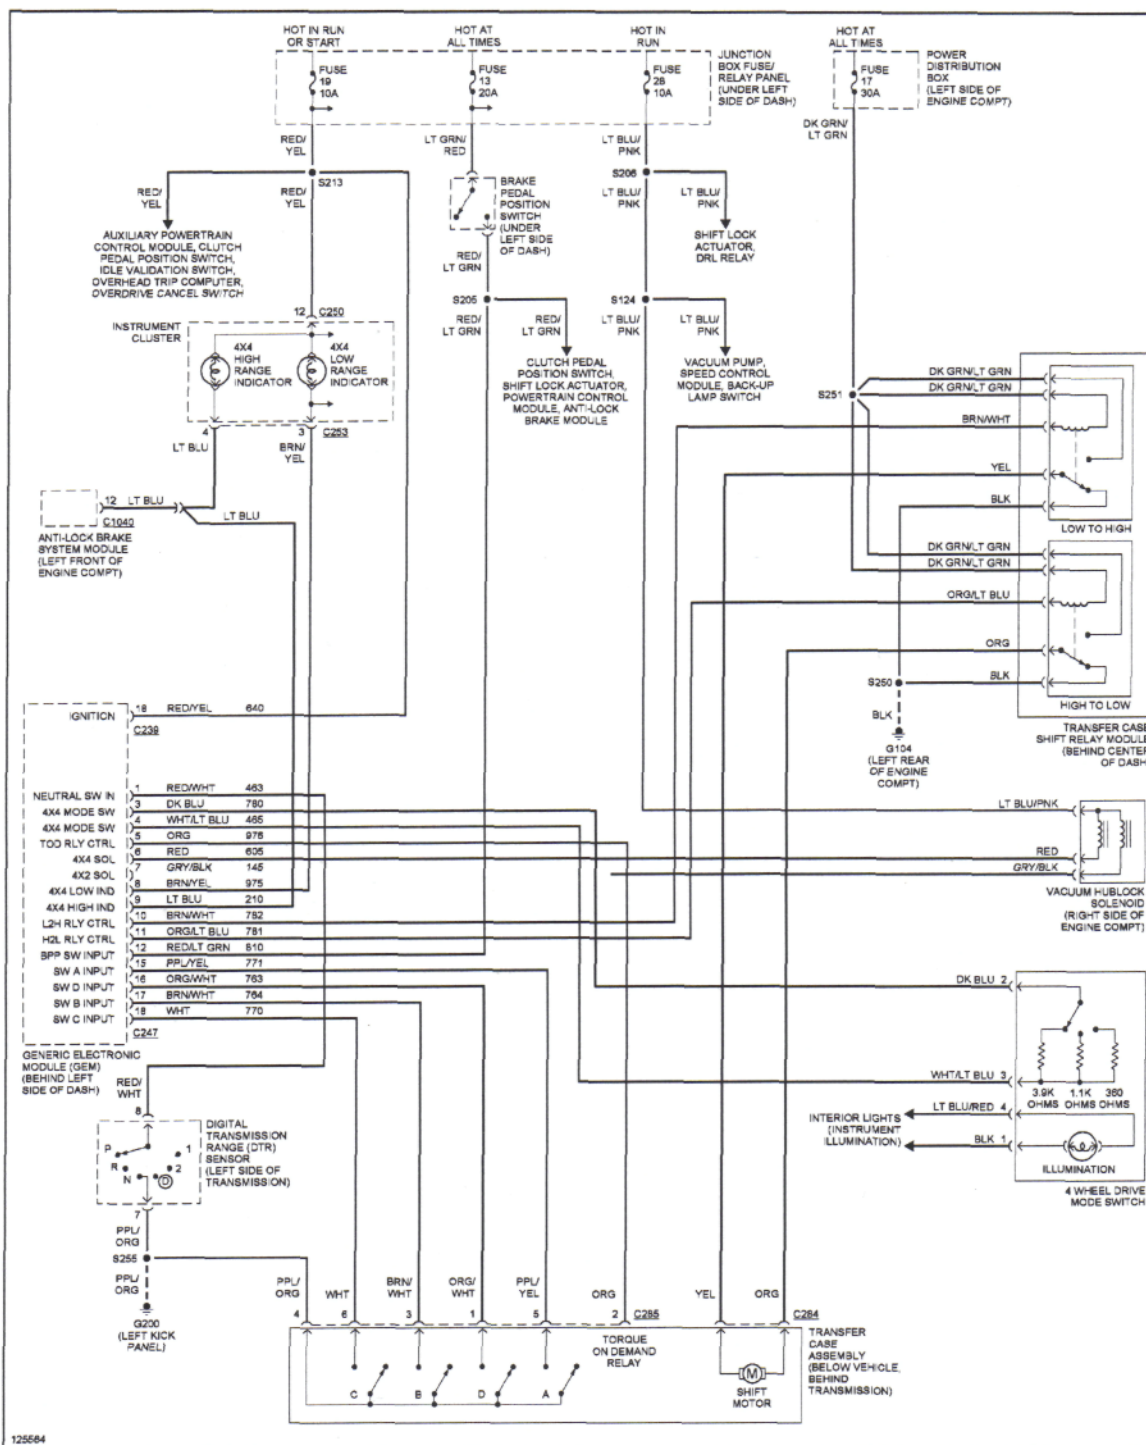 HOT IN RUN
OR START
HOT AT
ALL TIMES
HOT IN
RUN
HOT AT
ALL TIMES
FUSE
19
10A
FUSE
13
20A
FUSE
28
10A
JUNCTION
BOX FUSE/
RELAY PANEL
(UNDER LEFT
SIDE OF DASH)
FUSE
17
30A
POWER
DISTRIBUTION
BOX
(LEFT SIDE OF
ENGINE COMPT)
RED/
YEL
LT GRN/
RED
LT BLU/
PNK
DK GRN/
LT GRN
S213
S206
RED/
YEL
RED/
YEL
BRAKE
PEDAL
POSITION
SWITCH
(UNDER
LEFT SIDE
OF DASH)
LT BLU/
PNK
LT BLU/
PNK
AUXILIARY POWERTRAIN
CONTROL MODULE, CLUTCH
PEDAL POSITION SWITCH,
IDLE VALIDATION SWITCH,
OVERHEAD TRIP COMPUTER,
OVERDRIVE CANCEL SWITCH
SHIFT LOCK
ACTUATOR,
DRL RELAY
RED/
LT GRN
S205
S124
RED/
LT GRN
RED/
LT GRN
LT BLU/
PNK
LT BLU/
PNK
12 C250
INSTRUMENT
CLUSTER
4X4
HIGH
RANGE
INDICATOR
4X4
LOW
RANGE
INDICATOR
CLUTCH PEDAL
POSITION SWITCH,
SHIFT LOCK ACTUATOR,
POWERTRAIN CONTROL
MODULE, ANTI-LOCK
BRAKE MODULE
VACUUM PUMP,
SPEED CONTROL
MODULE, BACK-UP
LAMP SWITCH
S251
DK GRN/LT GRN
DK GRN/LT GRN
BRN/WHT
YEL
BLK
LOW TO HIGH
4 3 C253
LT BLU
BRN/
YEL
12 LT BLU
C1040
LT BLU
ANTI-LOCK BRAKE
SYSTEM MODULE
(LEFT FRONT OF
ENGINE COMPT)
DK GRN/LT GRN
DK GRN/LT GRN
ORG/LT BLU
ORG
BLK
S250
HIGH TO LOW
BLK
G104
(LEFT REAR
OF ENGINE
COMPT)
TRANSFER CASE
SHIFT RELAY MODULE
(BEHIND CENTER
OF DASH
IGNITION 18 RED/YEL 640
C239
NEUTRAL SW IN 1 RED/WHT 463
4X4 MODE SW 3 DK BLU 780
4X4 MODE SW 4 WHT/LT BLU 465
TOD RLY CTRL 5 ORG 976
4X4 SOL 6 RED 605
4X2 SOL 7 GRY/BLK 145
4X4 LOW IND 8 BRN/YEL 975
4X4 HIGH IND 9 LT BLU 210
L2H RLY CTRL 10 BRN/WHT 782
H2L RLY CTRL 11 ORG/LT BLU 781
BPP SW INPUT 12 RED/LT GRN 810
SW A INPUT 15 PPL/YEL 771
SW D INPUT 16 ORG/WHT 763
SW B INPUT 17 BRN/WHT 764
SW C INPUT 18 WHT 770
C247
GENERIC ELECTRONIC
MODULE (GEM)
(BEHIND LEFT
SIDE OF DASH)
LT BLU/PNK
RED
GRY/BLK
VACUUM HUBLOCK
SOLENOID
(RIGHT SIDE OF
ENGINE COMPT)
DK BLU 2
WHT/LT BLU 3
3.9K
OHMS
1.1K
OHMS
360
OHMS
LT BLU/RED 4
BLK 1
INTERIOR LIGHTS
(INSTRUMENT
ILLUMINATION)
ILLUMINATION
4 WHEEL DRIVE
MODE SWITCH
RED/
WHT
8
P R N D 2 1
DIGITAL
TRANSMISSION
RANGE (DTR)
SENSOR
(LEFT SIDE OF
TRANSMISSION)
7
PPL/
ORG
S255
PPL/
ORG
G200
(LEFT KICK
PANEL)
PPL/
ORG
4
WHT
6
BRN/
WHT
3
ORG/
WHT
1
PPL/
YEL
5
ORG
2 C285
YEL
ORG
C284
C B D A
TORQUE
ON DEMAND
RELAY
M
SHIFT
MOTOR
TRANSFER
CASE
ASSEMBLY
(BELOW VEHICLE,
BEHIND
TRANSMISSION)
125564